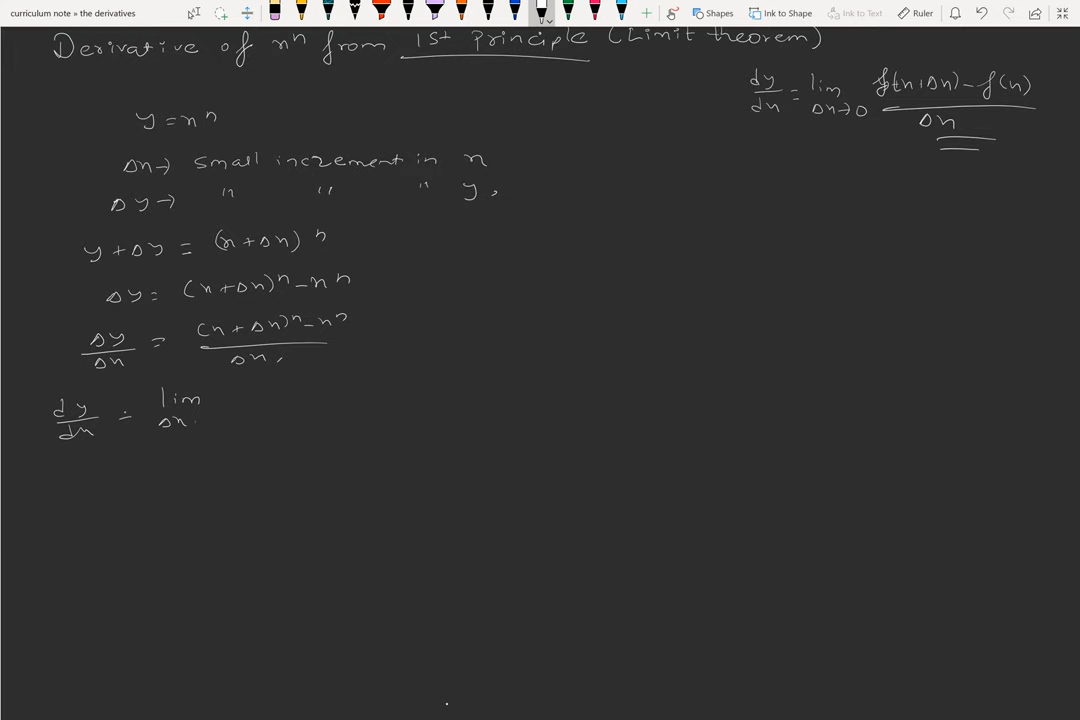 curriculum note » the derivatives
Shapes Ink to Shape Ink to Text Ruler
Derivative of xⁿ from 1st principle (Limit theorem)
dy/dx = lim Δx→0 f(x+Δx) - f(x) / Δx
y = xⁿ
Δx → small increment in x
Δy → " " " y,
y + Δy = (x + Δx)ⁿ
Δy = (x + Δx)ⁿ - xⁿ
Δy/Δx = (x + Δx)ⁿ - xⁿ / Δx,
dy/dx = lim Δx